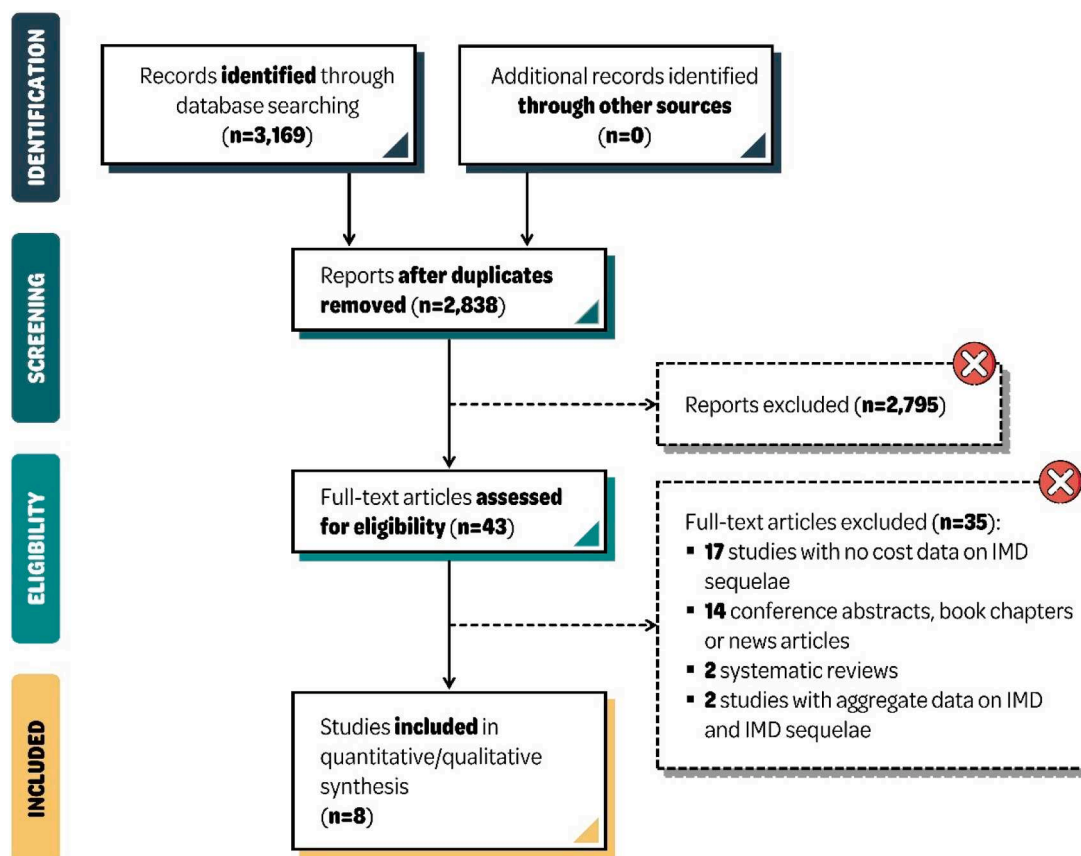 IDENTIFICATION
Records identified through
database searching
(n=3,169)
Additional records identified
through other sources
(n=0)
SCREENING
Reports after duplicates
removed (n=2,838)
Reports excluded (n=2,795)
ELIGIBILITY
Full-text articles assessed
for eligibility (n=43)
Full-text articles excluded (n=35):
▪ 17 studies with no cost data on IMD
sequelae
▪ 14 conference abstracts, book chapters
or news articles
▪ 2 systematic reviews
▪ 2 studies with aggregate data on IMD
and IMD sequelae
INCLUDED
Studies included in
quantitative/qualitative
synthesis
(n=8)